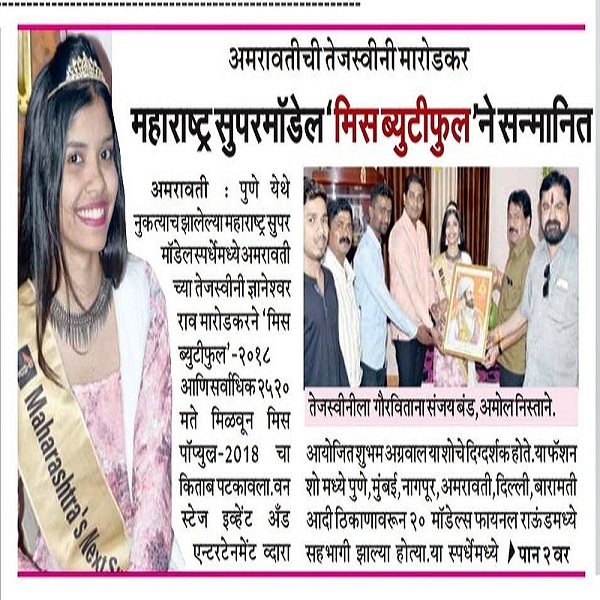 अमरावतीची तेजस्वीनी मारोडकर
महाराष्ट्र सुपरमॉडेल ‘मिस ब्युटीफुल’ने सन्मानित
अमरावती : पुणे येथे
नुकत्याच झालेल्या महाराष्ट्र सुपर
मॉडेल स्पर्धेमध्ये अमरावती
च्या तेजस्वीनी ज्ञानेश्वर
राव मारोडकरने ‘मिस
ब्युटीफुल’-२०१८
आणि सर्वाधिक २५२०
मते मिळवून मिस
पॉप्युलर-2018 चा
किताब पटकावला.वन
स्टेज इव्हेंट अँड
एन्टरटेनमेंट व्दारा
तेजस्वीनीला गौरविताना संजय बंड, अमोल निस्ताने.
आयोजित शुभम अग्रवाल या शोचे दिग्दर्शक होते. या फॅशन
शो मध्ये पुणे,मुंबई,नागपूर,अमरावती,दिल्ली,बारामती
आदी ठिकाणावरून २० मॉडेल्स फायनल राऊंडमध्ये
सहभागी झाल्या होत्या.या स्पर्धेमध्ये ▶पान २ वर
Maharashtra's Next Su